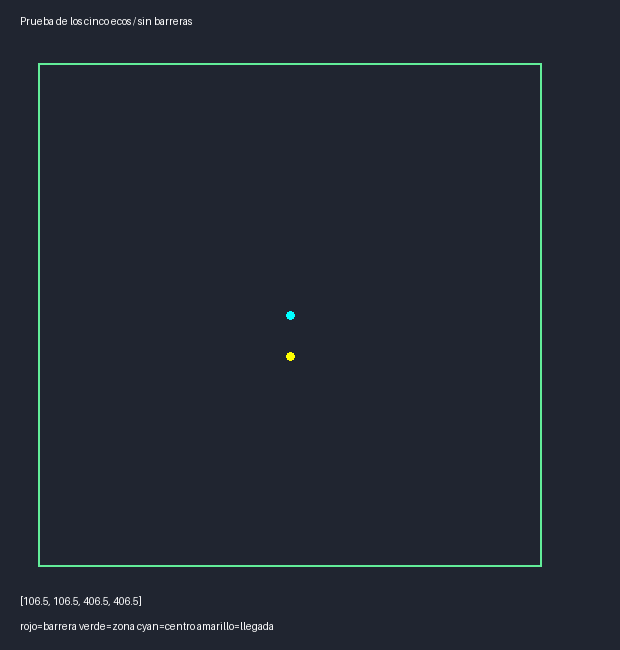 Prueba de los cinco ecos / sin barreras
[106.5, 106.5, 406.5, 406.5]
rojo=barrera verde=zona cyan=centro amarillo=llegada